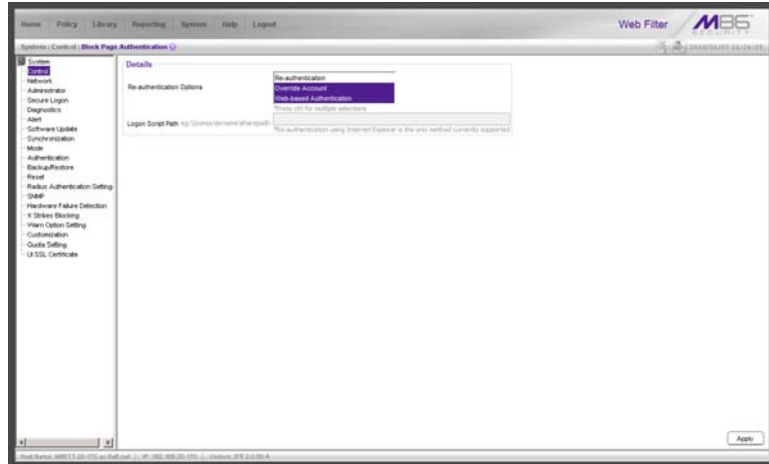 Home Policy Library Reporting System Help Logout
Web Filter
M86
SECURITY
System : Control : Block Page Authentication
System
Control
Network
Administrator
Secure Logon
Diagnostics
Alert
Software Update
Synchronization
Mode
Authentication
Backup/Restore
Reset
Radius Authentication Setting
SNMP
Hardware Failure Detection
X Strikes Blocking
Warn Option Setting
Customization
Quota Setting
UI SSL Certificate
Details
Re-authentication Options
Re-authentication
Override Account
Web-based Authentication
*Press ctrl for multiple selections
Logon Script Path
*Re-authentication using Internet Explorer is the only method currently supported
Apply
Host Name